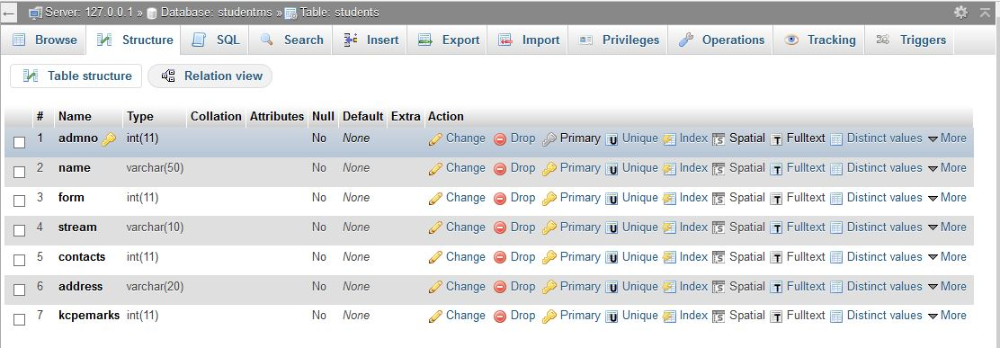 Server: 127.0.0.1 » Database: studentms » Table: students
Browse Structure SQL Search Insert Export Import Privileges Operations Tracking Triggers
Table structure Relation view
# Name Type Collation Attributes Null Default Extra Action
1 admno int(11) No None Change Drop Primary Unique Index Spatial Fulltext Distinct values More
2 name varchar(50) No None Change Drop Primary Unique Index Spatial Fulltext Distinct values More
3 form int(11) No None Change Drop Primary Unique Index Spatial Fulltext Distinct values More
4 stream varchar(10) No None Change Drop Primary Unique Index Spatial Fulltext Distinct values More
5 contacts int(11) No None Change Drop Primary Unique Index Spatial Fulltext Distinct values More
6 address varchar(20) No None Change Drop Primary Unique Index Spatial Fulltext Distinct values More
7 kcpemarks int(11) No None Change Drop Primary Unique Index Spatial Fulltext Distinct values More